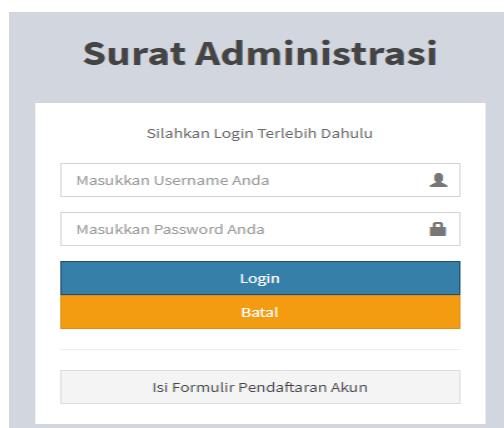 Surat Administrasi
Silahkan Login Terlebih Dahulu
Masukkan Username Anda
Masukkan Password Anda
Login
Batal
Isi Formulir Pendaftaran Akun